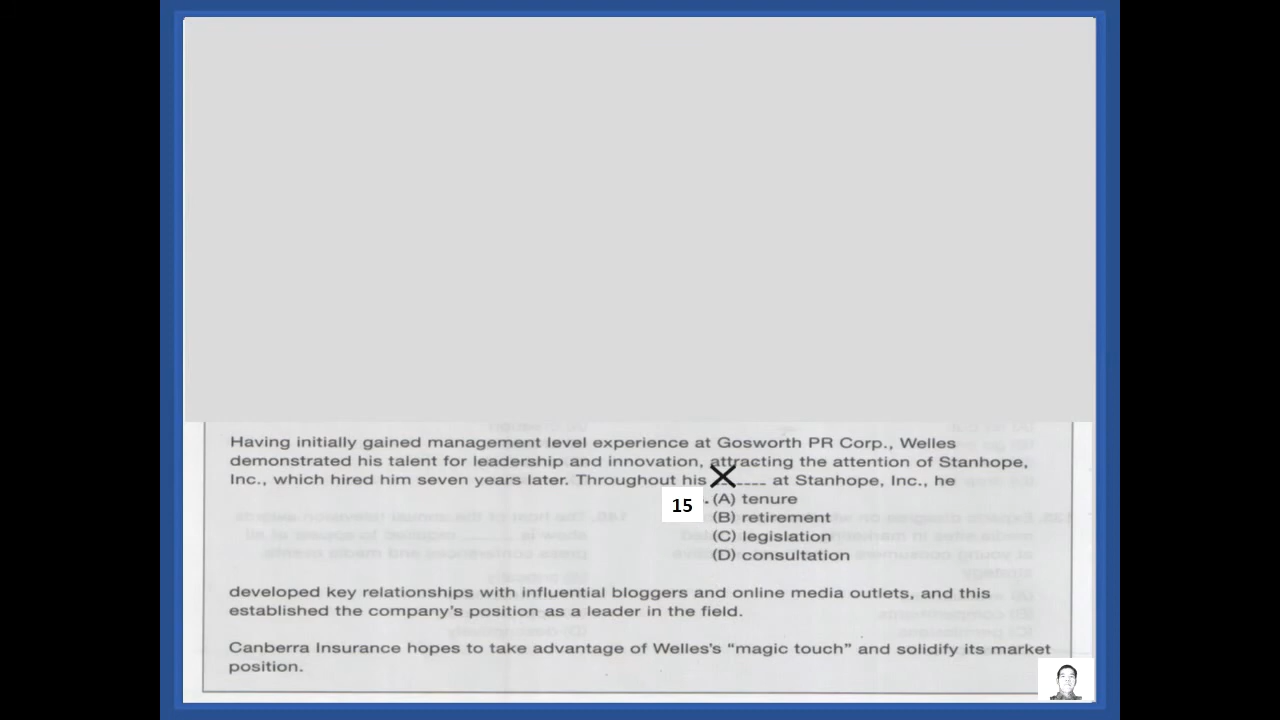 Having initially gained management level experience at Gosworth PR Corp., Welles
demonstrated his talent for leadership and innovation, attracting the attention of Stanhope,
Inc., which hired him seven years later. Throughout his ____ at Stanhope, Inc., he
15 . (A) tenure
(B) retirement
(C) legislation
(D) consultation
developed key relationships with influential bloggers and online media outlets, and this
established the company's position as a leader in the field.
Canberra Insurance hopes to take advantage of Welles's “magic touch” and solidify its market
position.